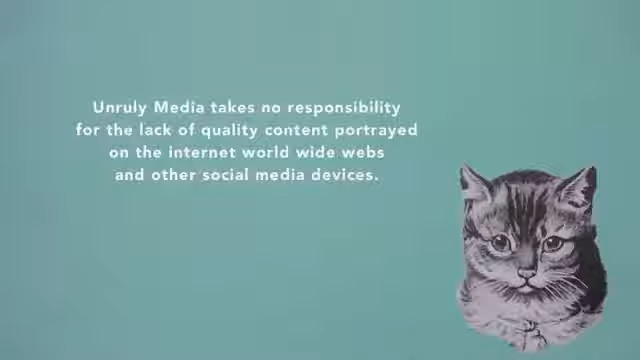 Unruly Media takes no responsibility
for the lack of quality content portrayed
on the internet world wide webs
and other social media devices.